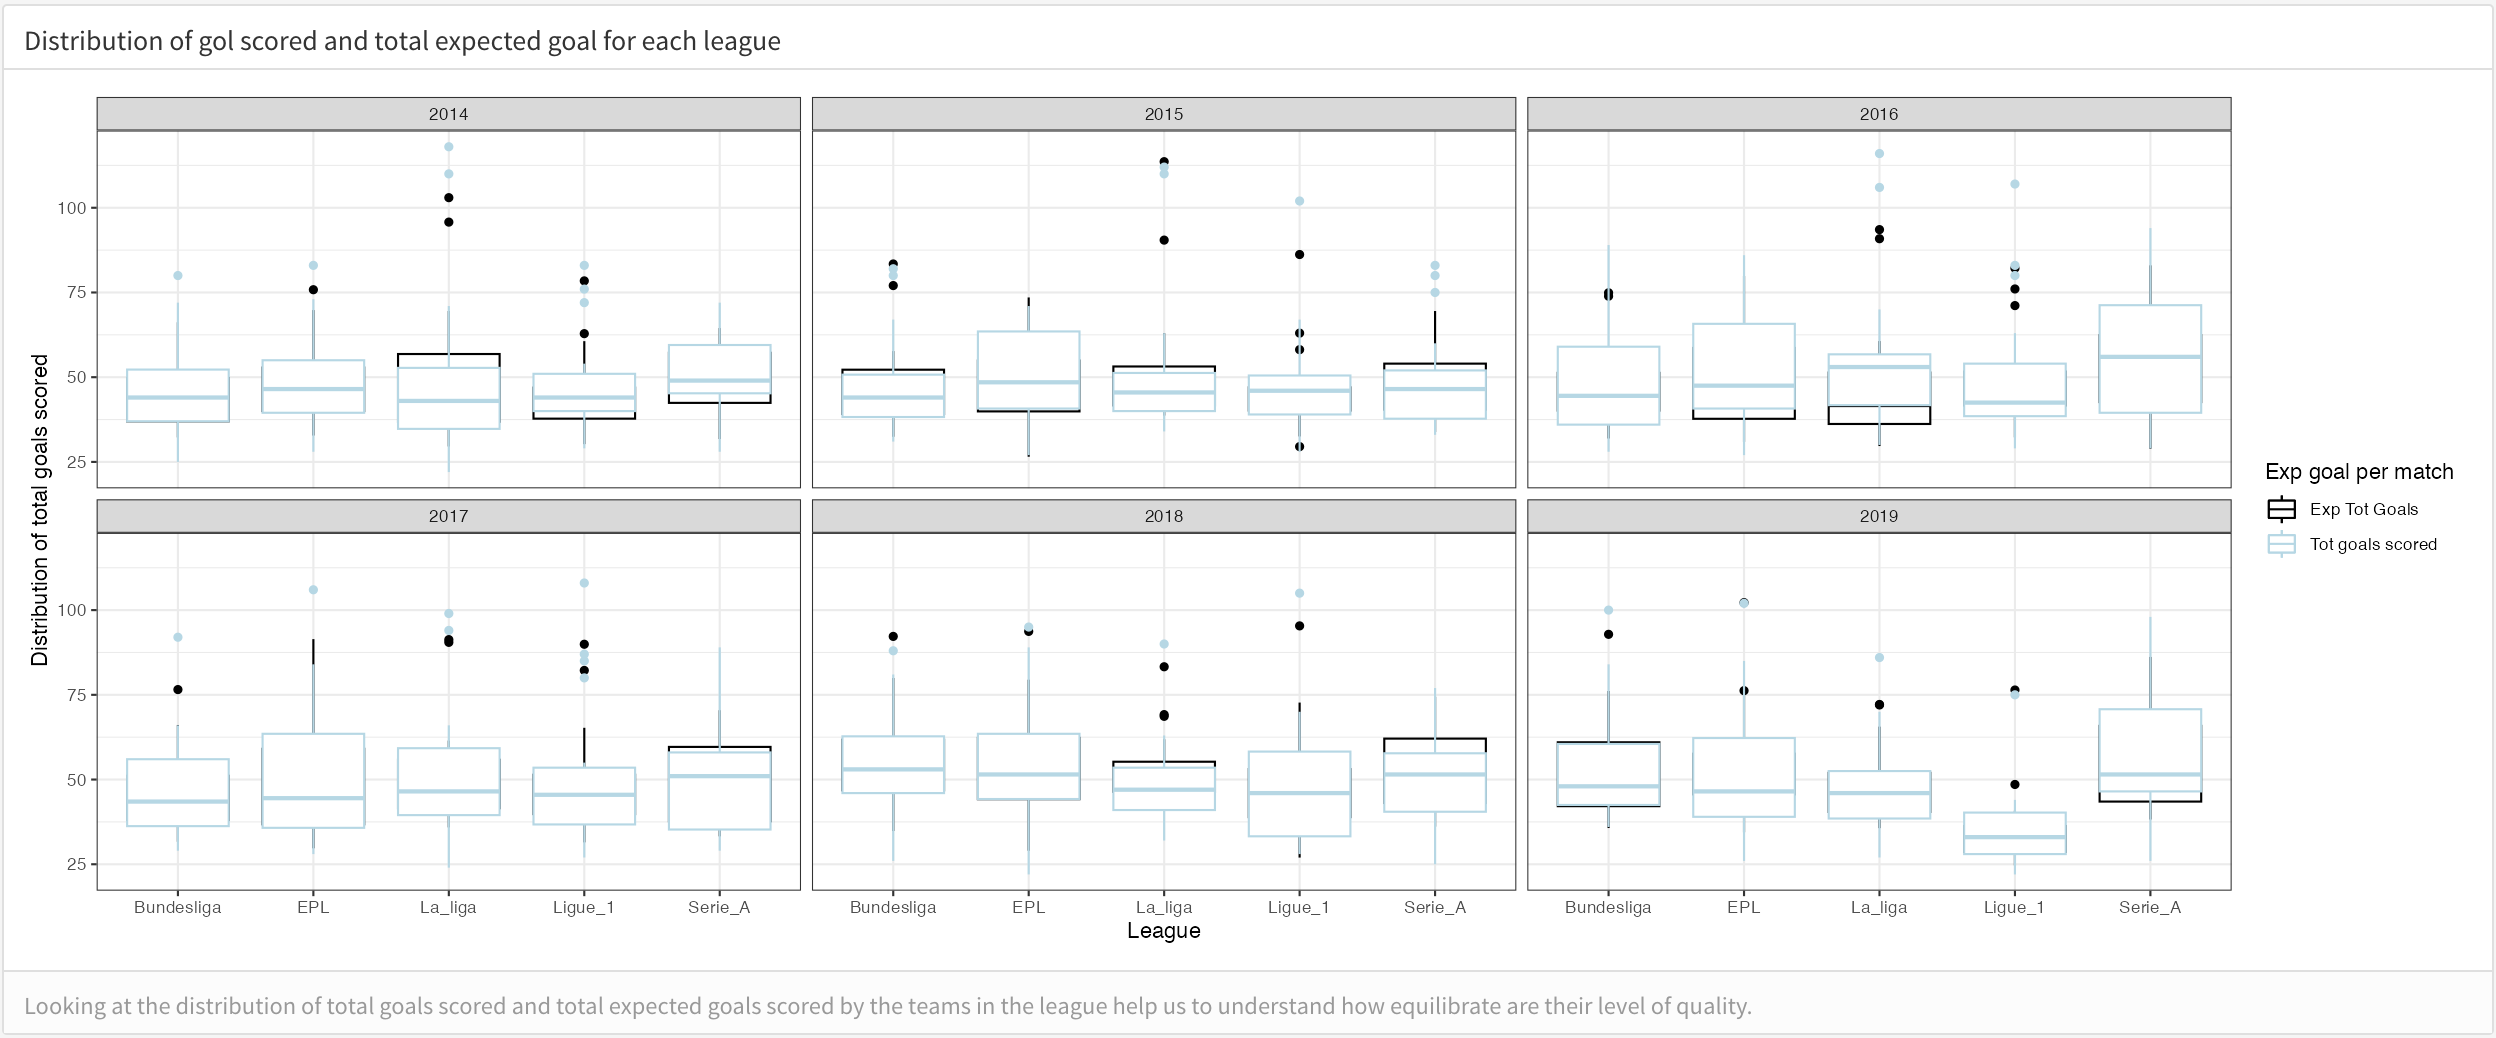 Distribution of gol scored and total expected goal for each league
2014
2015
2016
100
75
50
25
Distribution of total goals scored
2017
2018
2019
100
75
50
25
Bundesliga EPL La_liga Ligue_1 Serie_A
Bundesliga EPL La_liga Ligue_1 Serie_A
Bundesliga EPL La_liga Ligue_1 Serie_A
League
Exp goal per match
Exp Tot Goals
Tot goals scored
Looking at the distribution of total goals scored and total expected goals scored by the teams in the league help us to understand how equilibrate are their level of quality.